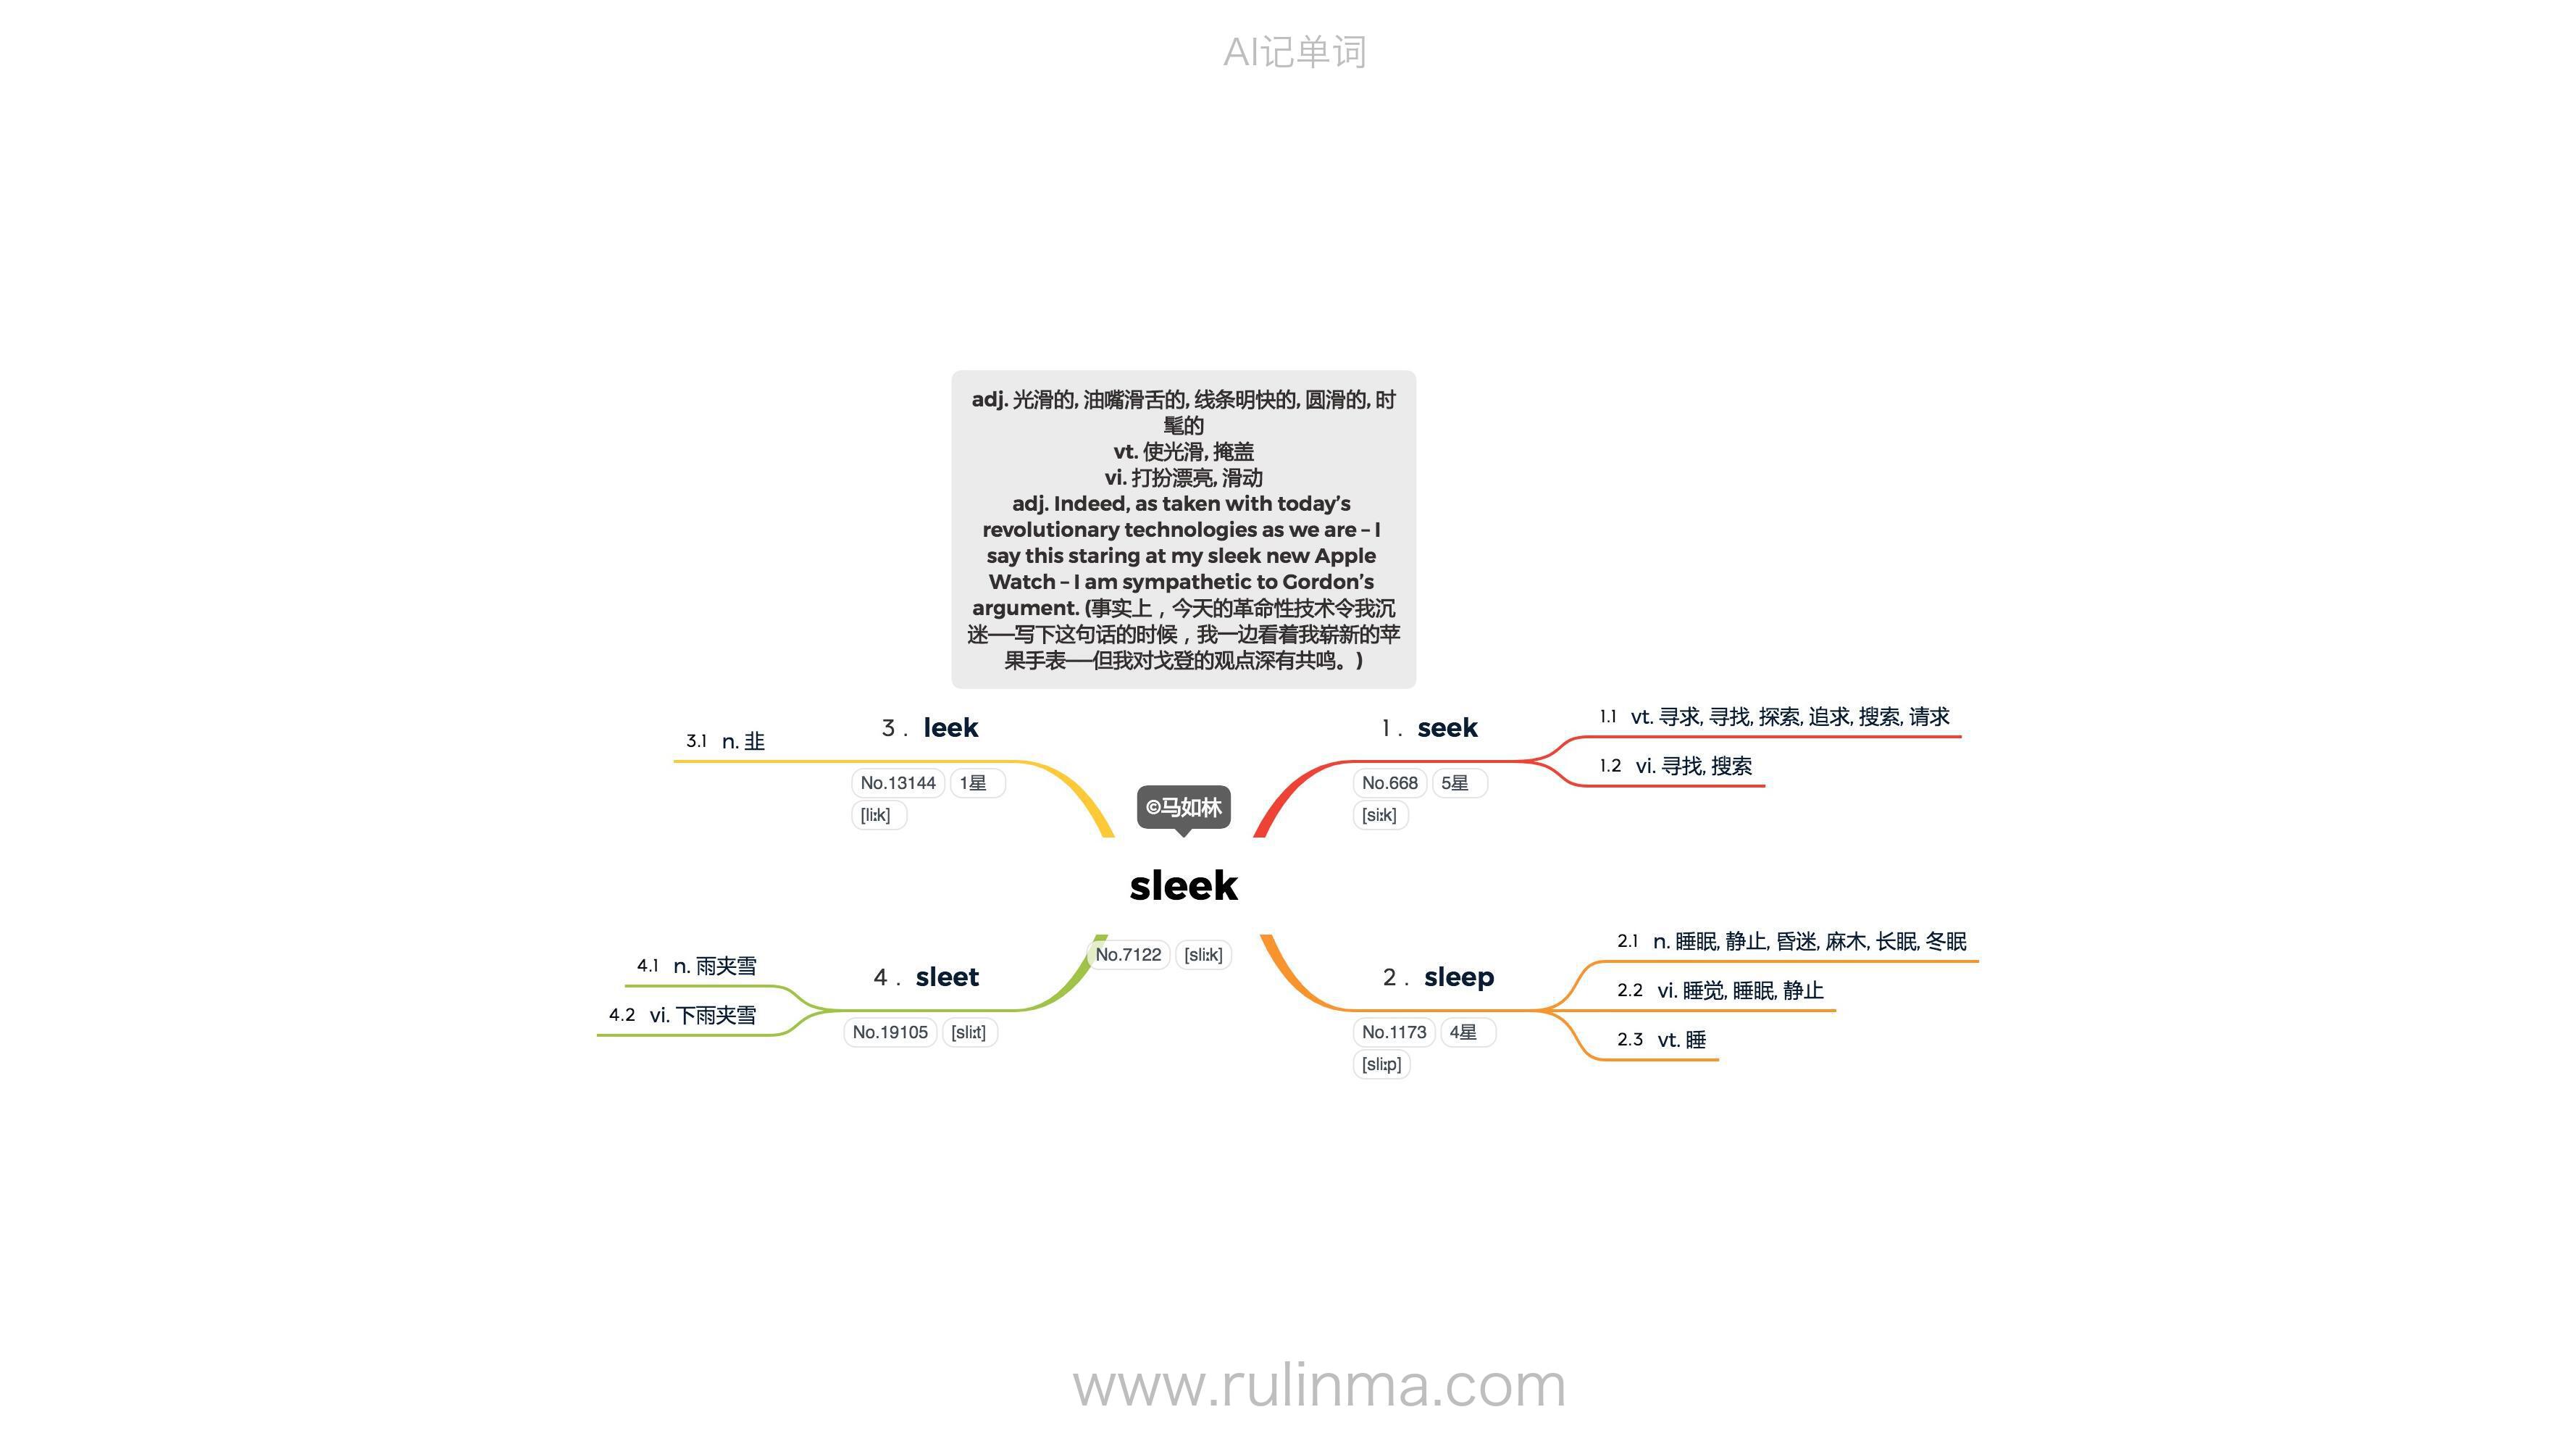 AI记单词
adj. 光滑的, 油嘴滑舌的, 线条明快的, 圆滑的, 时
髦的
vt. 使光滑, 掩盖
vi. 打扮漂亮, 滑动
adj. Indeed, as taken with today’s
revolutionary technologies as we are – I
say this staring at my sleek new Apple
Watch – I am sympathetic to Gordon’s
argument. (事实上，今天的革命性技术令我沉
迷——写下这句话的时候，我一边看着我崭新的苹
果手表——但我对戈登的观点深有共鸣。)
©马如林
sleek
No.7122 [sliːk]
1. seek
No.668 5星
[siːk]
1.1 vt. 寻求, 寻找, 探索, 追求, 搜索, 请求
1.2 vi. 寻找, 搜索
2. sleep
No.1173 4星
[sliːp]
2.1 n. 睡眠, 静止, 昏迷, 麻木, 长眠, 冬眠
2.2 vi. 睡觉, 睡眠, 静止
2.3 vt. 睡
3. leek
No.13144 1星
[liːk]
3.1 n. 韭
4. sleet
No.19105 [sliːt]
4.1 n. 雨夹雪
4.2 vi. 下雨夹雪
www.rulinma.com